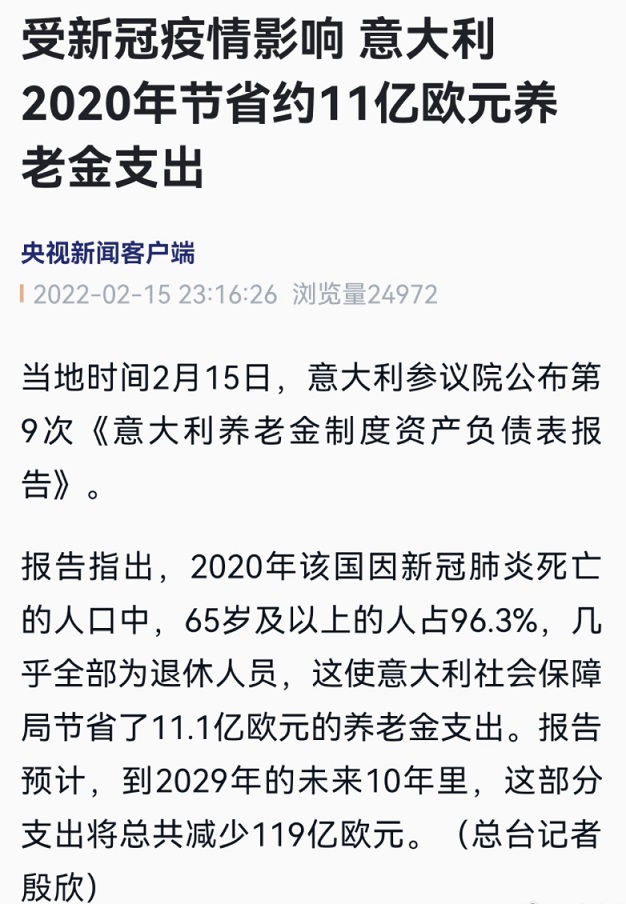 受新冠疫情影响 意大利
2020年节省约11亿欧元养
老金支出
央视新闻客户端
2022-02-15 23:16:26 浏览量24972
当地时间2月15日，意大利参议院公布第
9次《意大利养老金制度资产负债表报
告》。
报告指出，2020年该国因新冠肺炎死亡
的人口中，65岁及以上的人占96.3%，几
乎全部为退休人员，这使意大利社会保障
局节省了11.1亿欧元的养老金支出。报告
预计，到2029年的未来10年里，这部分
支出将总共减少119亿欧元。（总台记者
殷欣）